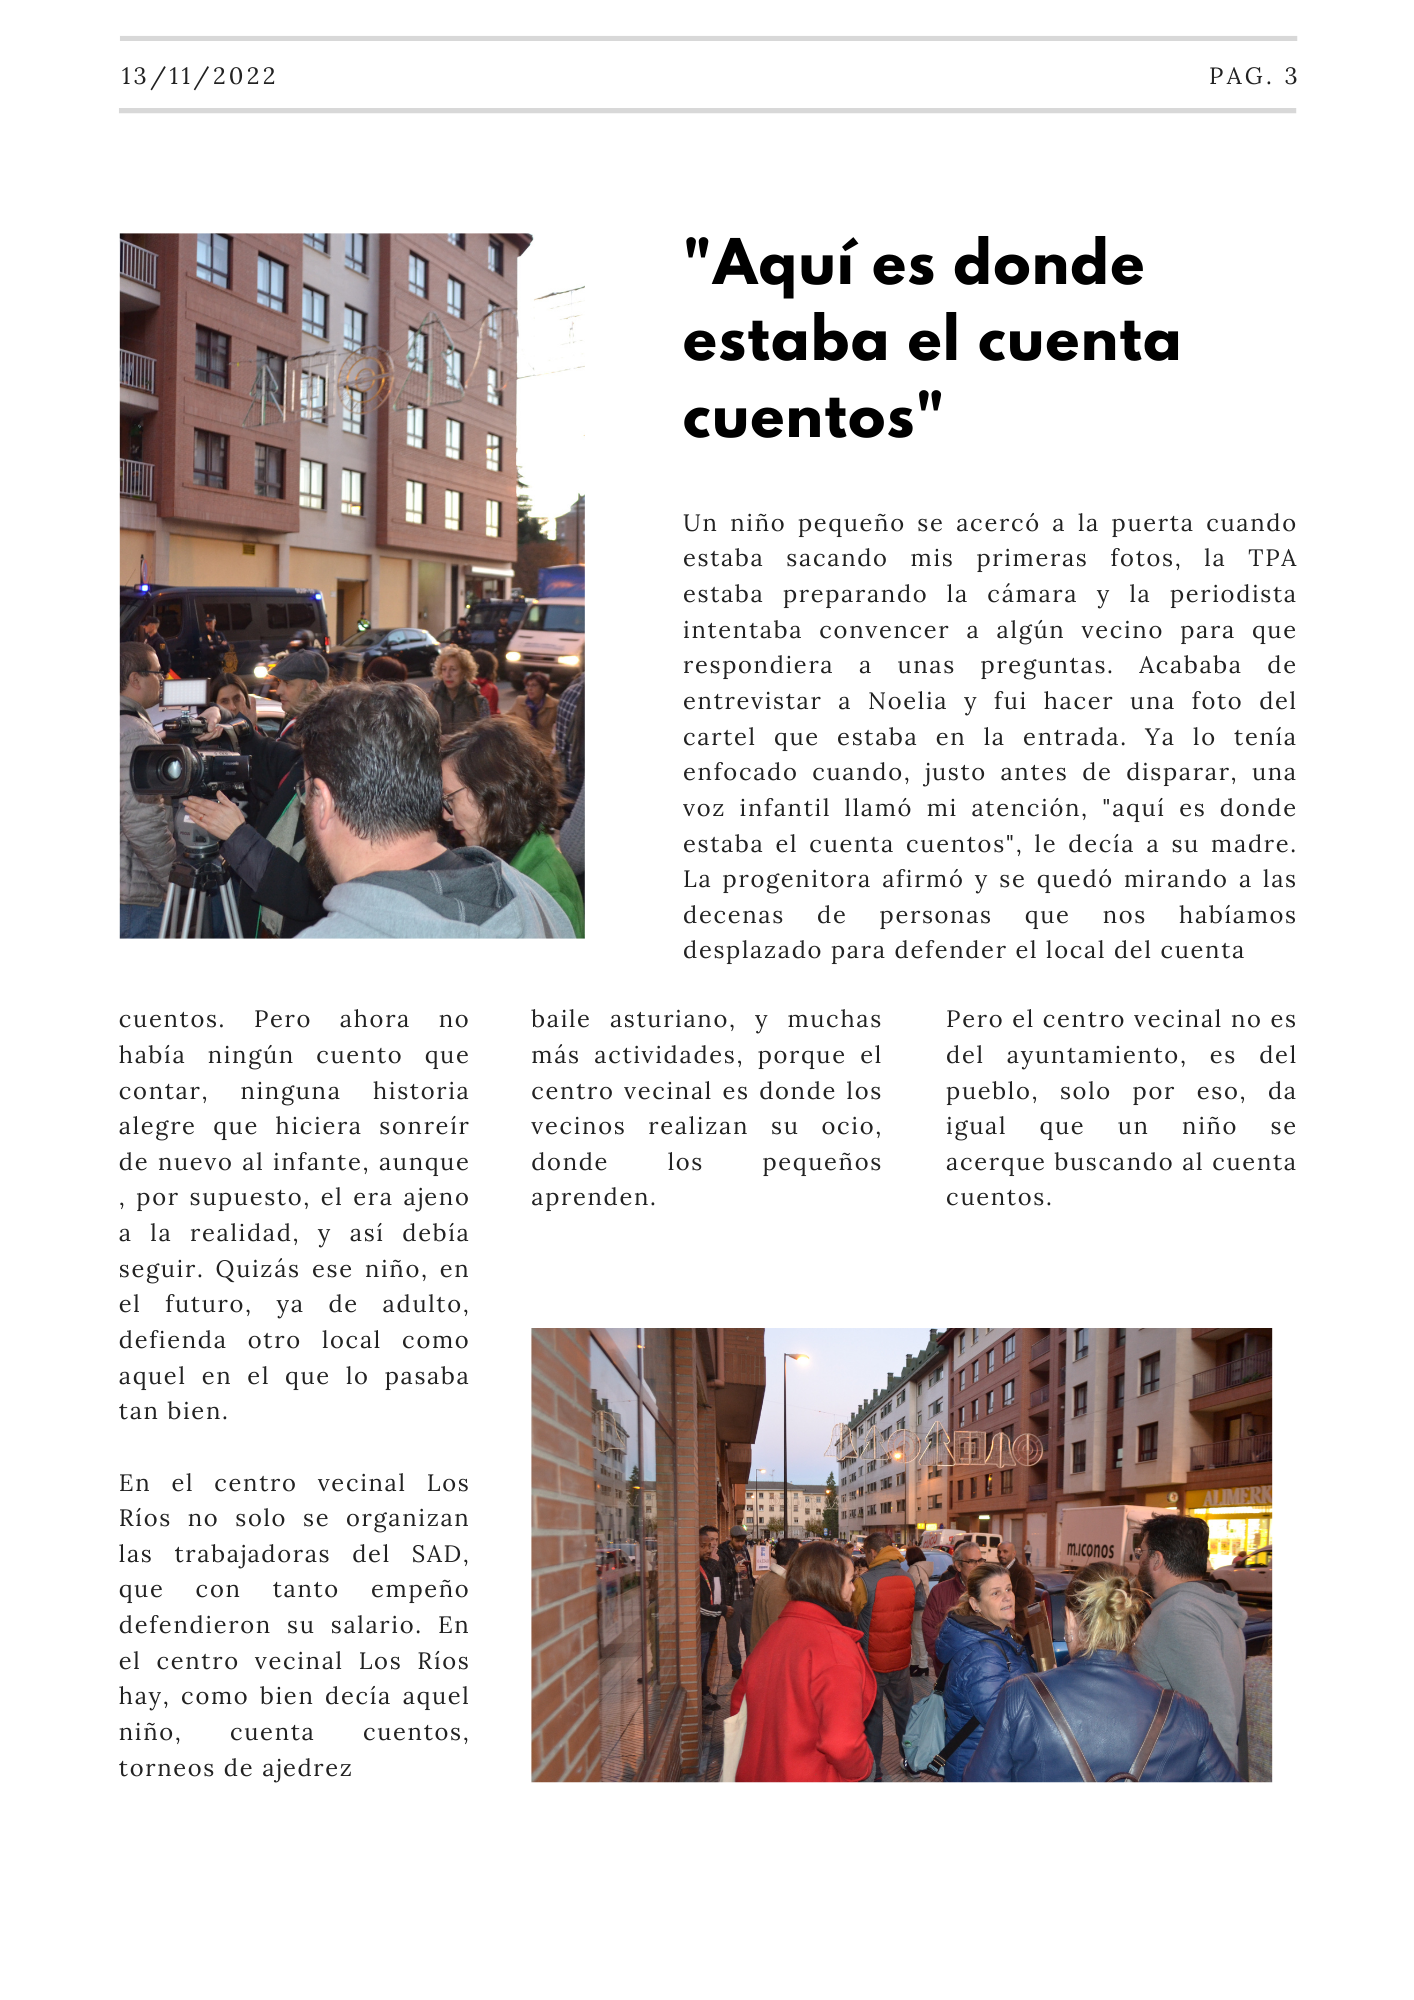 13/11/2022
PAG. 3
"Aquí es donde
estaba el cuenta
cuentos"
Un niño pequeño se acercó a la puerta cuando
estaba sacando mis primeras fotos, la TPA
estaba preparando la cámara y la periodista
intentaba convencer a algún vecino para que
respondiera a unas preguntas. Acababa de
entrevistar a Noelia y fui hacer una foto del
cartel que estaba en la entrada. Ya lo tenía
enfocado cuando, justo antes de disparar, una
voz infantil llamó mi atención, "aquí es donde
estaba el cuenta cuentos", le decía a su madre.
La progenitora afirmó y se quedó mirando a las
decenas de personas que nos habíamos
desplazado para defender el local del cuenta
cuentos. Pero ahora no
había ningún cuento que
contar, ninguna historia
alegre que hiciera sonreír
de nuevo al infante, aunque
, por supuesto, el era ajeno
a la realidad, y así debía
seguir. Quizás ese niño, en
el futuro, ya de adulto,
defienda otro local como
aquel en el que lo pasaba
tan bien.
En el centro vecinal Los
Ríos no solo se organizan
las trabajadoras del SAD,
que con tanto empeño
defendieron su salario. En
el centro vecinal Los Ríos
hay, como bien decía aquel
niño, cuenta cuentos,
torneos de ajedrez
baile asturiano, y muchas
más actividades, porque el
centro vecinal es donde los
vecinos realizan su ocio,
donde los pequeños
aprenden.
Pero el centro vecinal no es
del ayuntamiento, es del
pueblo, solo por eso, da
igual que un niño se
acerque buscando al cuenta
cuentos.
ALIMERK
m.iconos